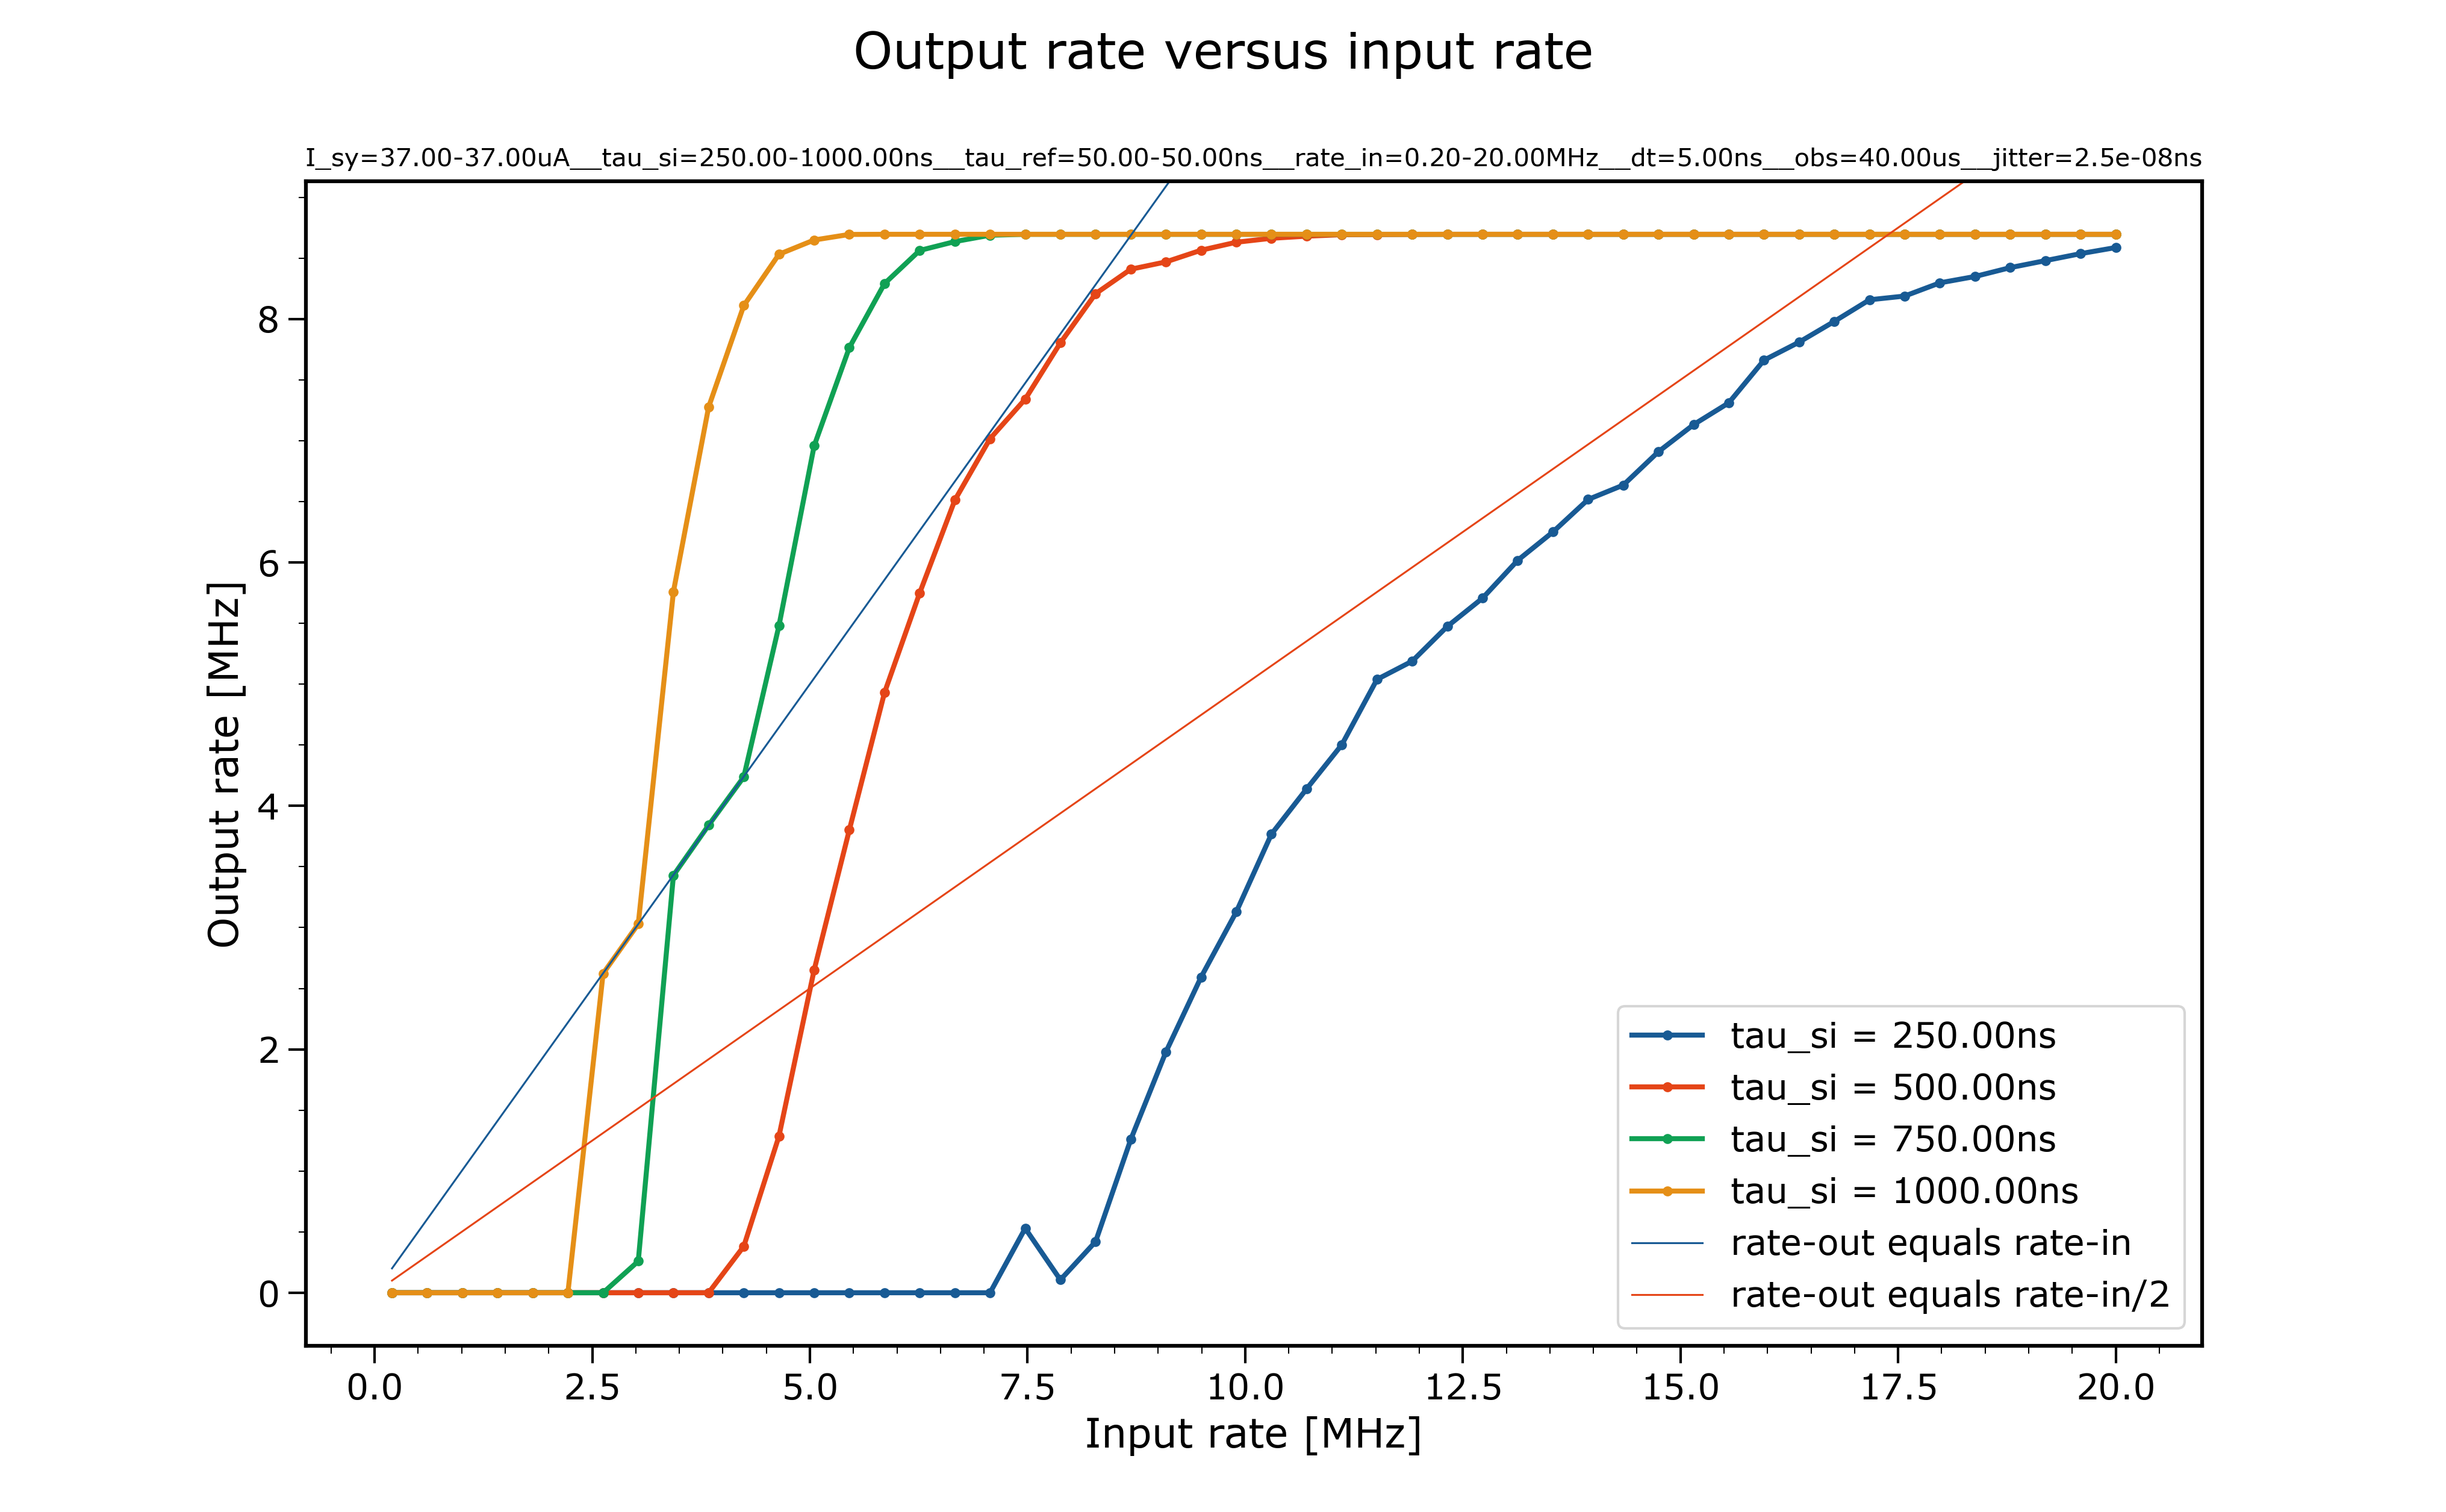 Output rate versus input rate
I_sy=37.00-37.00uA__tau_si=250.00-1000.00ns__tau_ref=50.00-50.00ns__rate_in=0.20-20.00MHz__dt=5.00ns__obs=40.00us__jitter=2.5e-08ns
Output rate [MHz]
8
6
4
2
0
tau_si = 250.00ns
tau_si = 500.00ns
tau_si = 750.00ns
tau_si = 1000.00ns
rate-out equals rate-in
rate-out equals rate-in/2
0.0 2.5 5.0 7.5 10.0 12.5 15.0 17.5 20.0
Input rate [MHz]